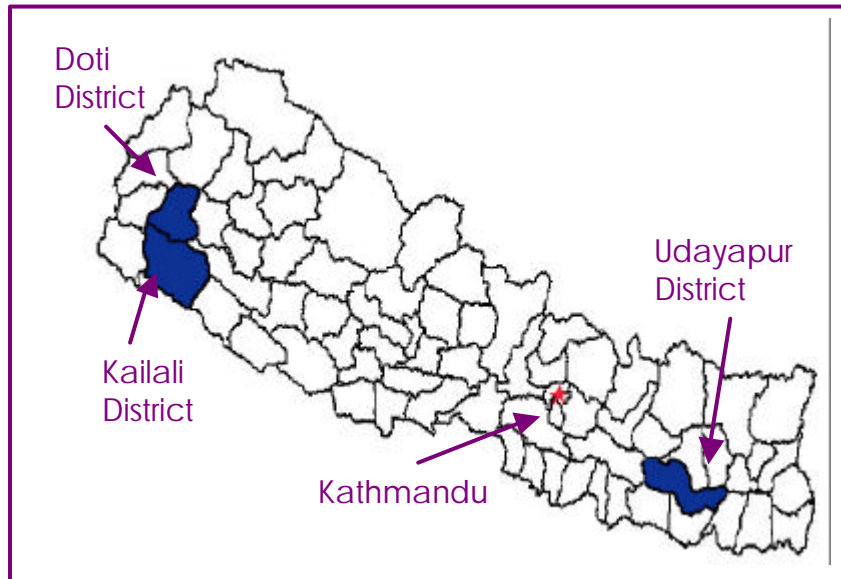 Doti
District
Udayapur
District
Kailali
District
Kathmandu